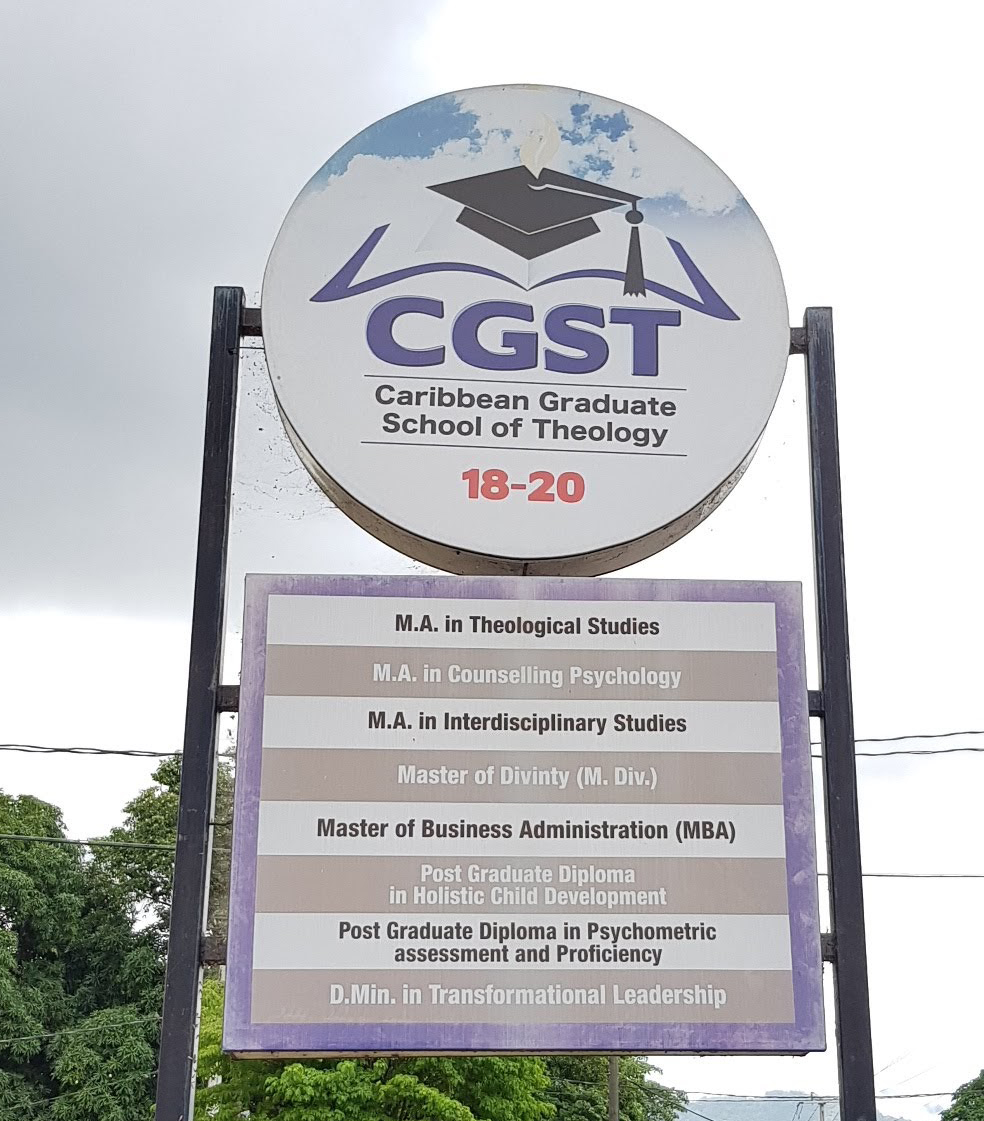 CGST
Caribbean Graduate
School of Theology
18-20
M.A. in Theological Studies
M.A. in Counselling Psychology
M.A. in Interdisciplinary Studies
Master of Divinty (M. Div.)
Master of Business Administration (MBA)
Post Graduate Diploma
in Holistic Child Development
Post Graduate Diploma in Psychometric
assessment and Proficiency
D.Min. in Transformational Leadership